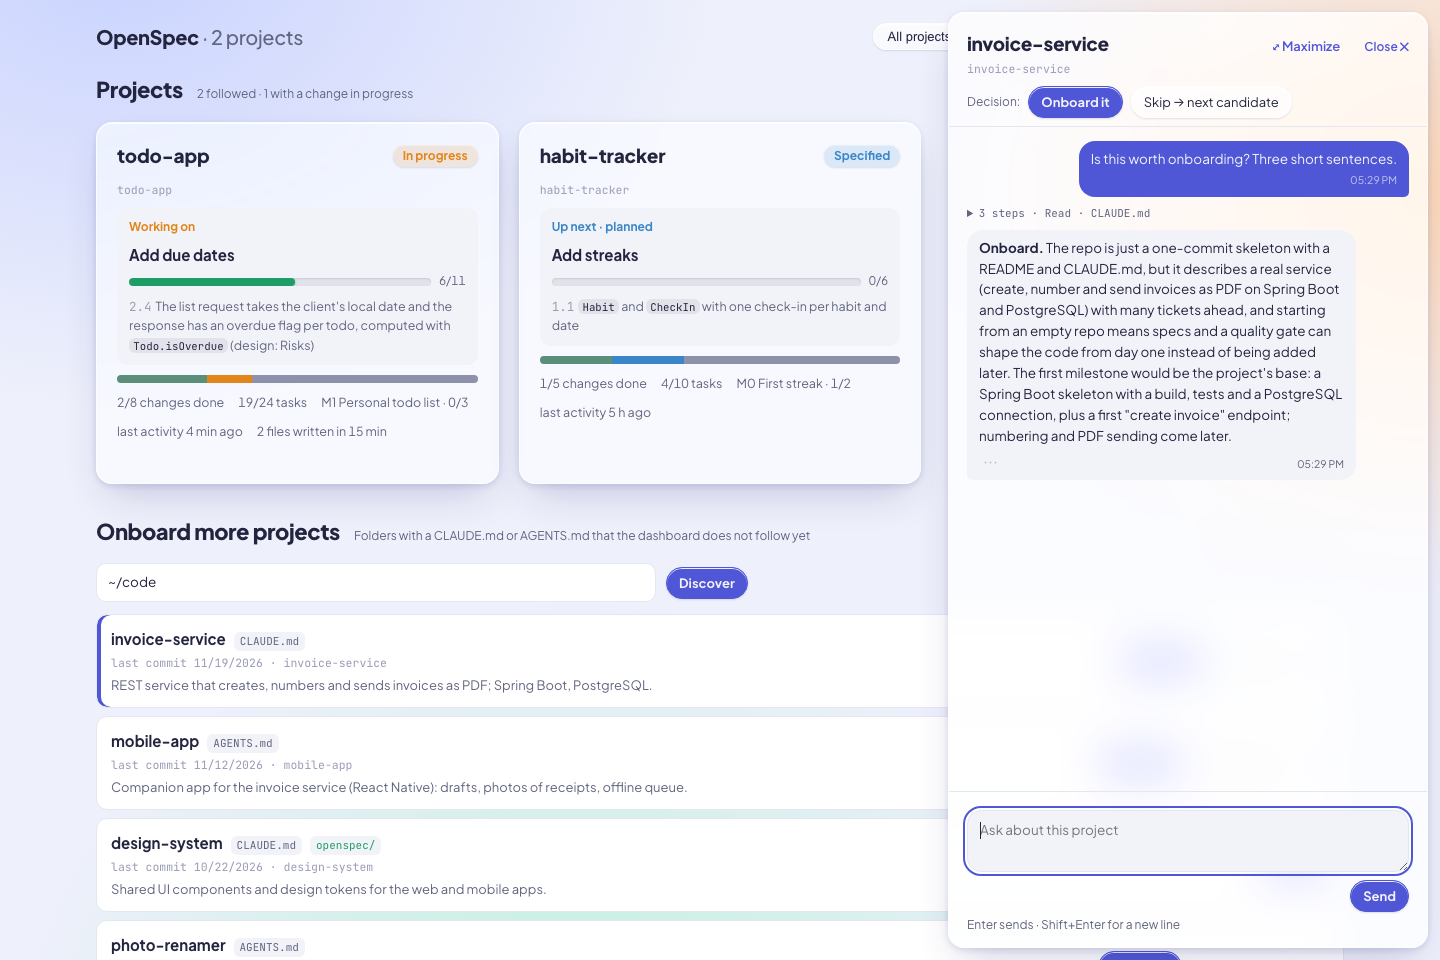 OpenSpec · 2 projects
All projects
Projects
2 followed · 1 with a change in progress
todo-app
In progress
todo-app
Working on
Add due dates
6/11
2.4 The list request takes the client's local date and the
response has an overdue flag per todo, computed with
Todo.isOverdue (design: Risks)
2/8 changes done
19/24 tasks
M1 Personal todo list · 0/3
last activity 4 min ago
2 files written in 15 min
habit-tracker
Specified
habit-tracker
Up next · planned
Add streaks
0/6
1.1 Habit and CheckIn with one check-in per habit and
date
1/5 changes done
4/10 tasks
M0 First streak · 1/2
last activity 5 h ago
Onboard more projects
Folders with a CLAUDE.md or AGENTS.md that the dashboard does not follow yet
~/code
Discover
invoice-service
CLAUDE.md
last commit 11/19/2026 · invoice-service
REST service that creates, numbers and sends invoices as PDF; Spring Boot, PostgreSQL.
mobile-app
AGENTS.md
last commit 11/12/2026 · mobile-app
Companion app for the invoice service (React Native): drafts, photos of receipts, offline queue.
design-system
CLAUDE.md
openspec/
last commit 10/22/2026 · design-system
Shared UI components and design tokens for the web and mobile apps.
photo-renamer
AGENTS.md
invoice-service
Maximize
Close ✕
invoice-service
Decision:
Onboard it
Skip → next candidate
Is this worth onboarding? Three short sentences.
05:29 PM
▶ 3 steps · Read · CLAUDE.md
Onboard. The repo is just a one-commit skeleton with a
README and CLAUDE.md, but it describes a real service
(create, number and send invoices as PDF on Spring Boot
and PostgreSQL) with many tickets ahead, and starting
from an empty repo means specs and a quality gate can
shape the code from day one instead of being added
later. The first milestone would be the project's base: a
Spring Boot skeleton with a build, tests and a PostgreSQL
connection, plus a first "create invoice" endpoint;
numbering and PDF sending come later.
···
05:29 PM
Ask about this project
Send
Enter sends · Shift+Enter for a new line